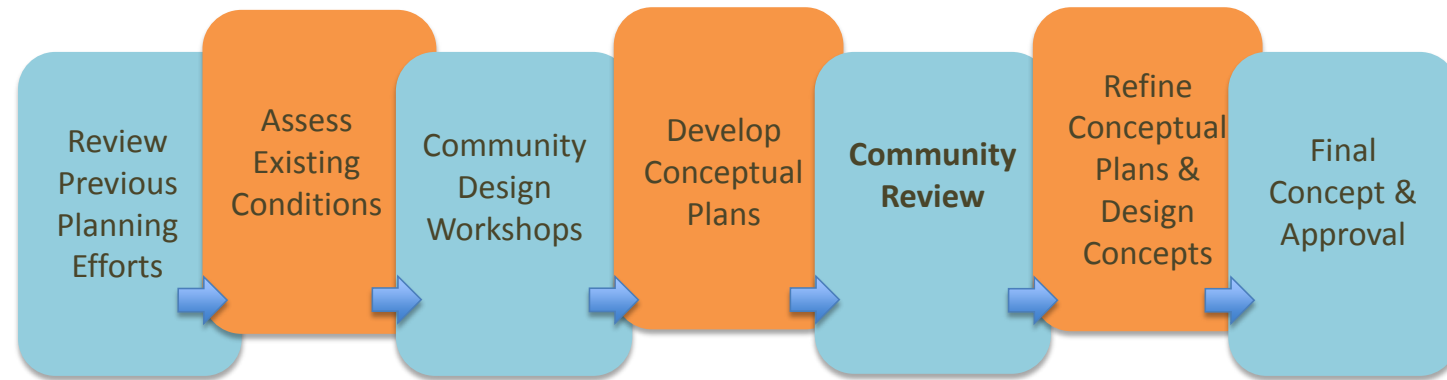 Review
Previous
Planning
Efforts
Assess
Existing
Conditions
Community
Design
Workshops
Develop
Conceptual
Plans
Community
Review
Refine
Conceptual
Plans &
Design
Concepts
Final
Concept &
Approval